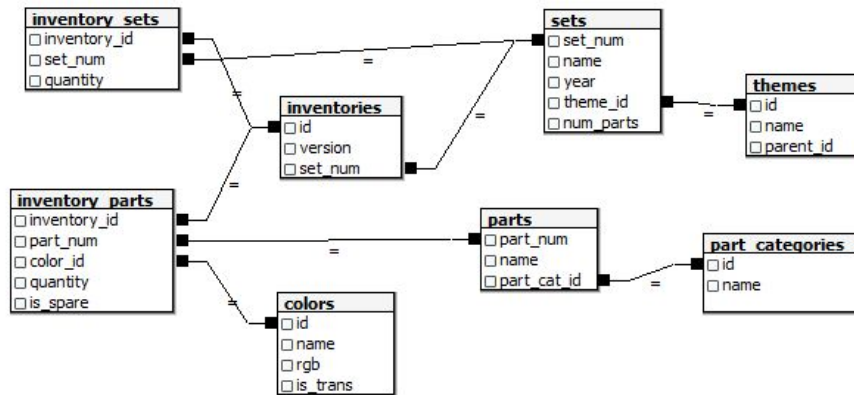 inventory_sets
inventory_id
set_num
quantity
sets
set_num
name
year
theme_id
num_parts
themes
id
name
parent_id
inventories
id
version
set_num
inventory_parts
inventory_id
part_num
color_id
quantity
is_spare
parts
part_num
name
part_cat_id
part_categories
id
name
colors
id
name
rgb
is_trans
=
=
=
=
=
=
=
=